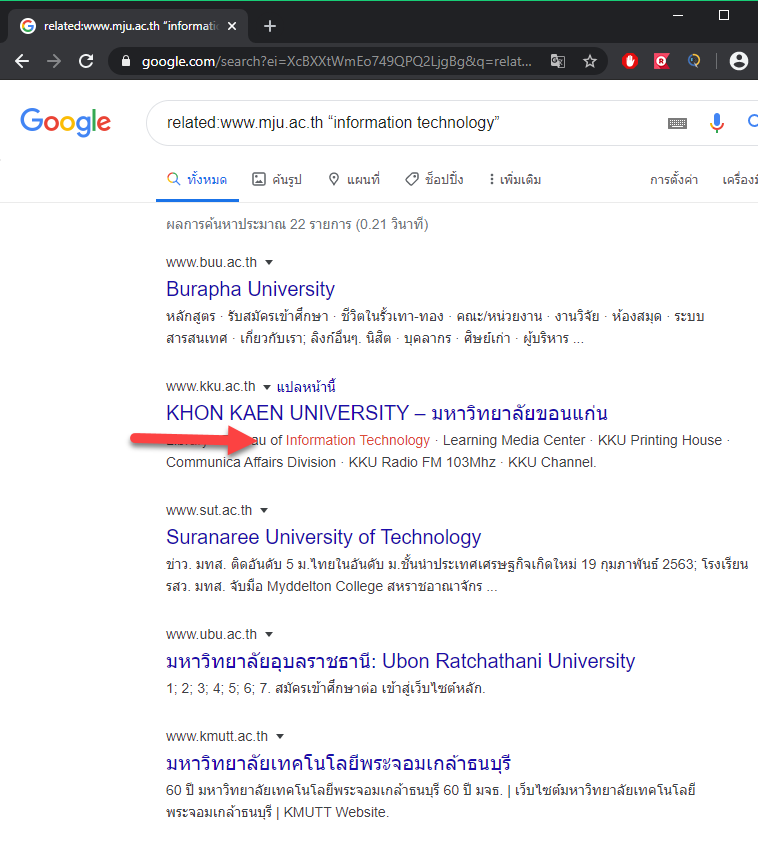 related:www.mju.ac.th “informati
google.com/search?ei=XcBXXtWmEo749QPQ2LjgBg&q=relat...
Google
related:www.mju.ac.th “information technology”
ทั้งหมด ค้นรูป แผนที่ ช็อปปิ้ง เพิ่มเติม การตั้งค่า
ผลการค้นหาประมาณ 22 รายการ (0.21 วินาที)
www.buu.ac.th
Burapha University
หลักสูตร · รับสมัครเข้าศึกษา · ชีวิตในรั้วเทา-ทอง · คณะ/หน่วยงาน · งานวิจัย · ห้องสมุด · ระบบ
สารสนเทศ · เกี่ยวกับเรา; ลิงก์อื่นๆ. นิสิต · บุคลากร · ศิษย์เก่า · ผู้บริหาร ...
www.kku.ac.th แปลหน้านี้
KHON KAEN UNIVERSITY – มหาวิทยาลัยขอนแก่น
of Information Technology · Learning Media Center · KKU Printing House ·
Communica Affairs Division · KKU Radio FM 103Mhz · KKU Channel.
www.sut.ac.th
Suranaree University of Technology
ข่าว. มทส. ติดอันดับ 5 ม.ไทยในอันดับ ม.ชั้นนำประเทศเศรษฐกิจเกิดใหม่ 19 กุมภาพันธ์ 2563; โรงเรียน
รสว. มทส. จับมือ Myddelton College สหราชอาณาจักร ...
www.ubu.ac.th
มหาวิทยาลัยอุบลราชธานี: Ubon Ratchathani University
1; 2; 3; 4; 5; 6; 7. สมัครเข้าศึกษาต่อ เข้าสู่เว็บไซต์หลัก.
www.kmutt.ac.th
มหาวิทยาลัยเทคโนโลยีพระจอมเกล้าธนบุรี
60 ปี มหาวิทยาลัยเทคโนโลยีพระจอมเกล้าธนบุรี 60 ปี มจธ. | เว็บไซต์มหาวิทยาลัยเทคโนโลยี
พระจอมเกล้าธนบุรี | KMUTT Website.